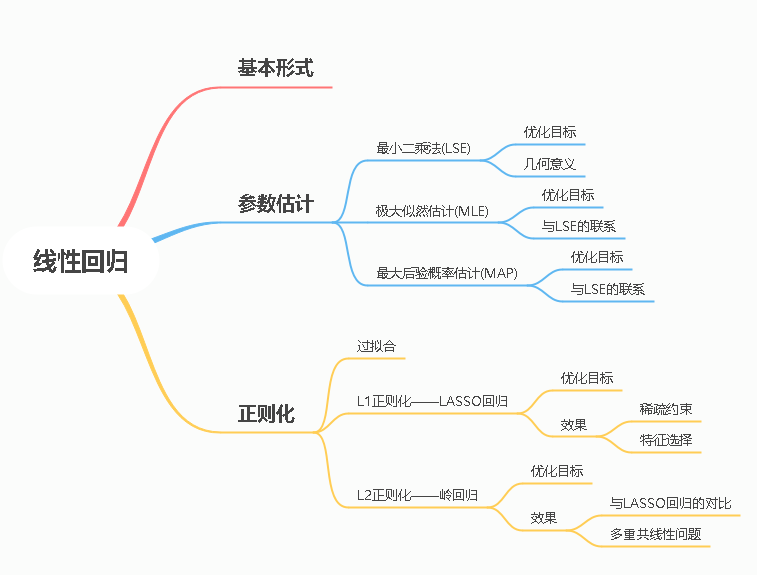 线性回归
基本形式
参数估计
最小二乘法(LSE)
优化目标
几何意义
极大似然估计(MLE)
优化目标
与LSE的联系
最大后验概率估计(MAP)
优化目标
与LSE的联系
正则化
过拟合
L1正则化——LASSO回归
优化目标
效果
稀疏约束
特征选择
L2正则化——岭回归
优化目标
效果
与LASSO回归的对比
多重共线性问题